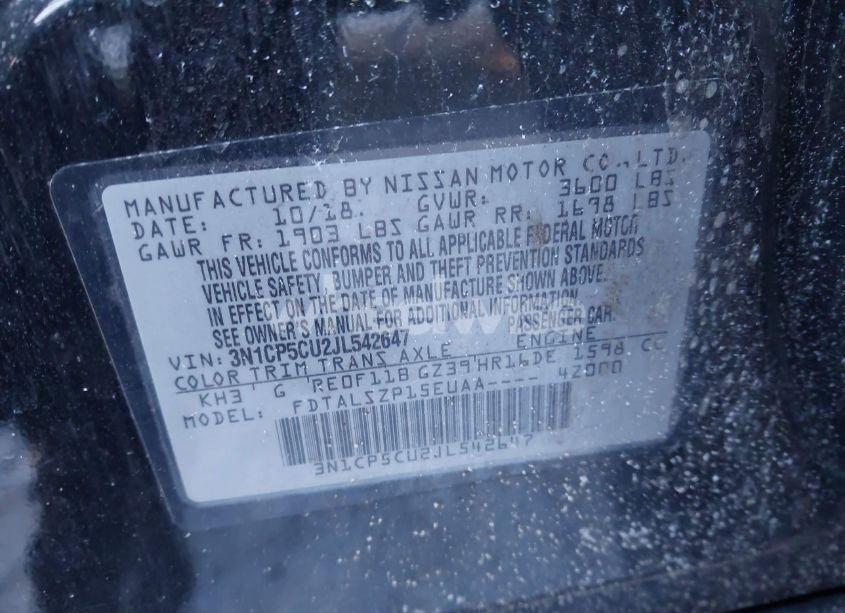 MANUFACTURED BY NISSAN MOTOR CO., LTD.
DATE: 10/18. GVWR: 3600 LBS
GAWR FR: 1903 LBS GAWR RR: 1698 LBS
THIS VEHICLE CONFORMS TO ALL APPLICABLE FEDERAL MOTOR
VEHICLE SAFETY, BUMPER AND THEFT PREVENTION STANDARDS
IN EFFECT ON THE DATE OF MANUFACTURE SHOWN ABOVE.
SEE OWNER'S MANUAL FOR ADDITIONAL INFORMATION.
VIN: 3N1CP5CU2JL542647 PASSENGER CAR.
COLOR TRIM TRANS AXLE ENGINE
KH3 G RE0F11B GZ39 HR16DE 1598 CC
MODEL: FDTALSZP15EUAA---- 42000
3N1CP5CU2JL542647